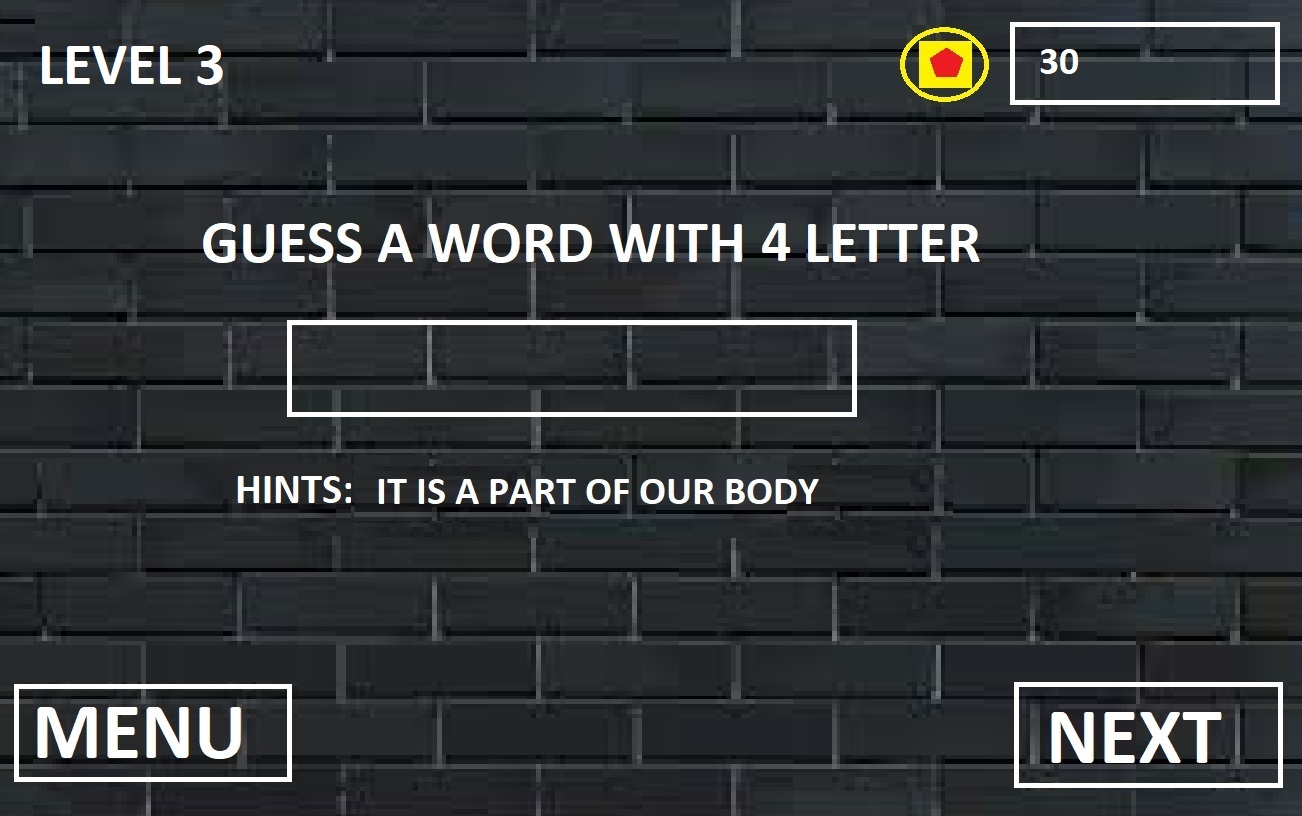 LEVEL 3
30
GUESS A WORD WITH 4 LETTER
HINTS: IT IS A PART OF OUR BODY
MENU
NEXT